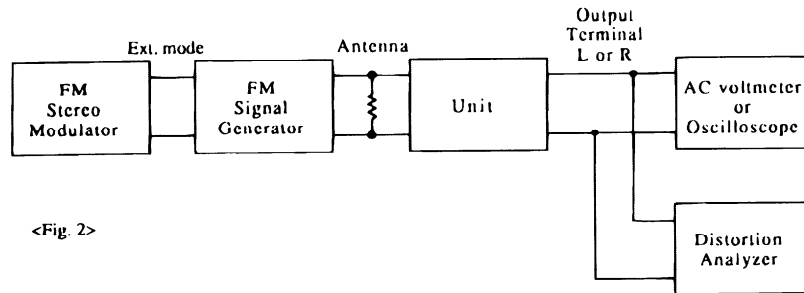 Output
Terminal
L or R
Ext. mode
Antenna
FM
Stereo
Modulator
FM
Signal
Generator
Unit
AC voltmeter
or
Oscilloscope
Distortion
Analyzer
<Fig. 2>